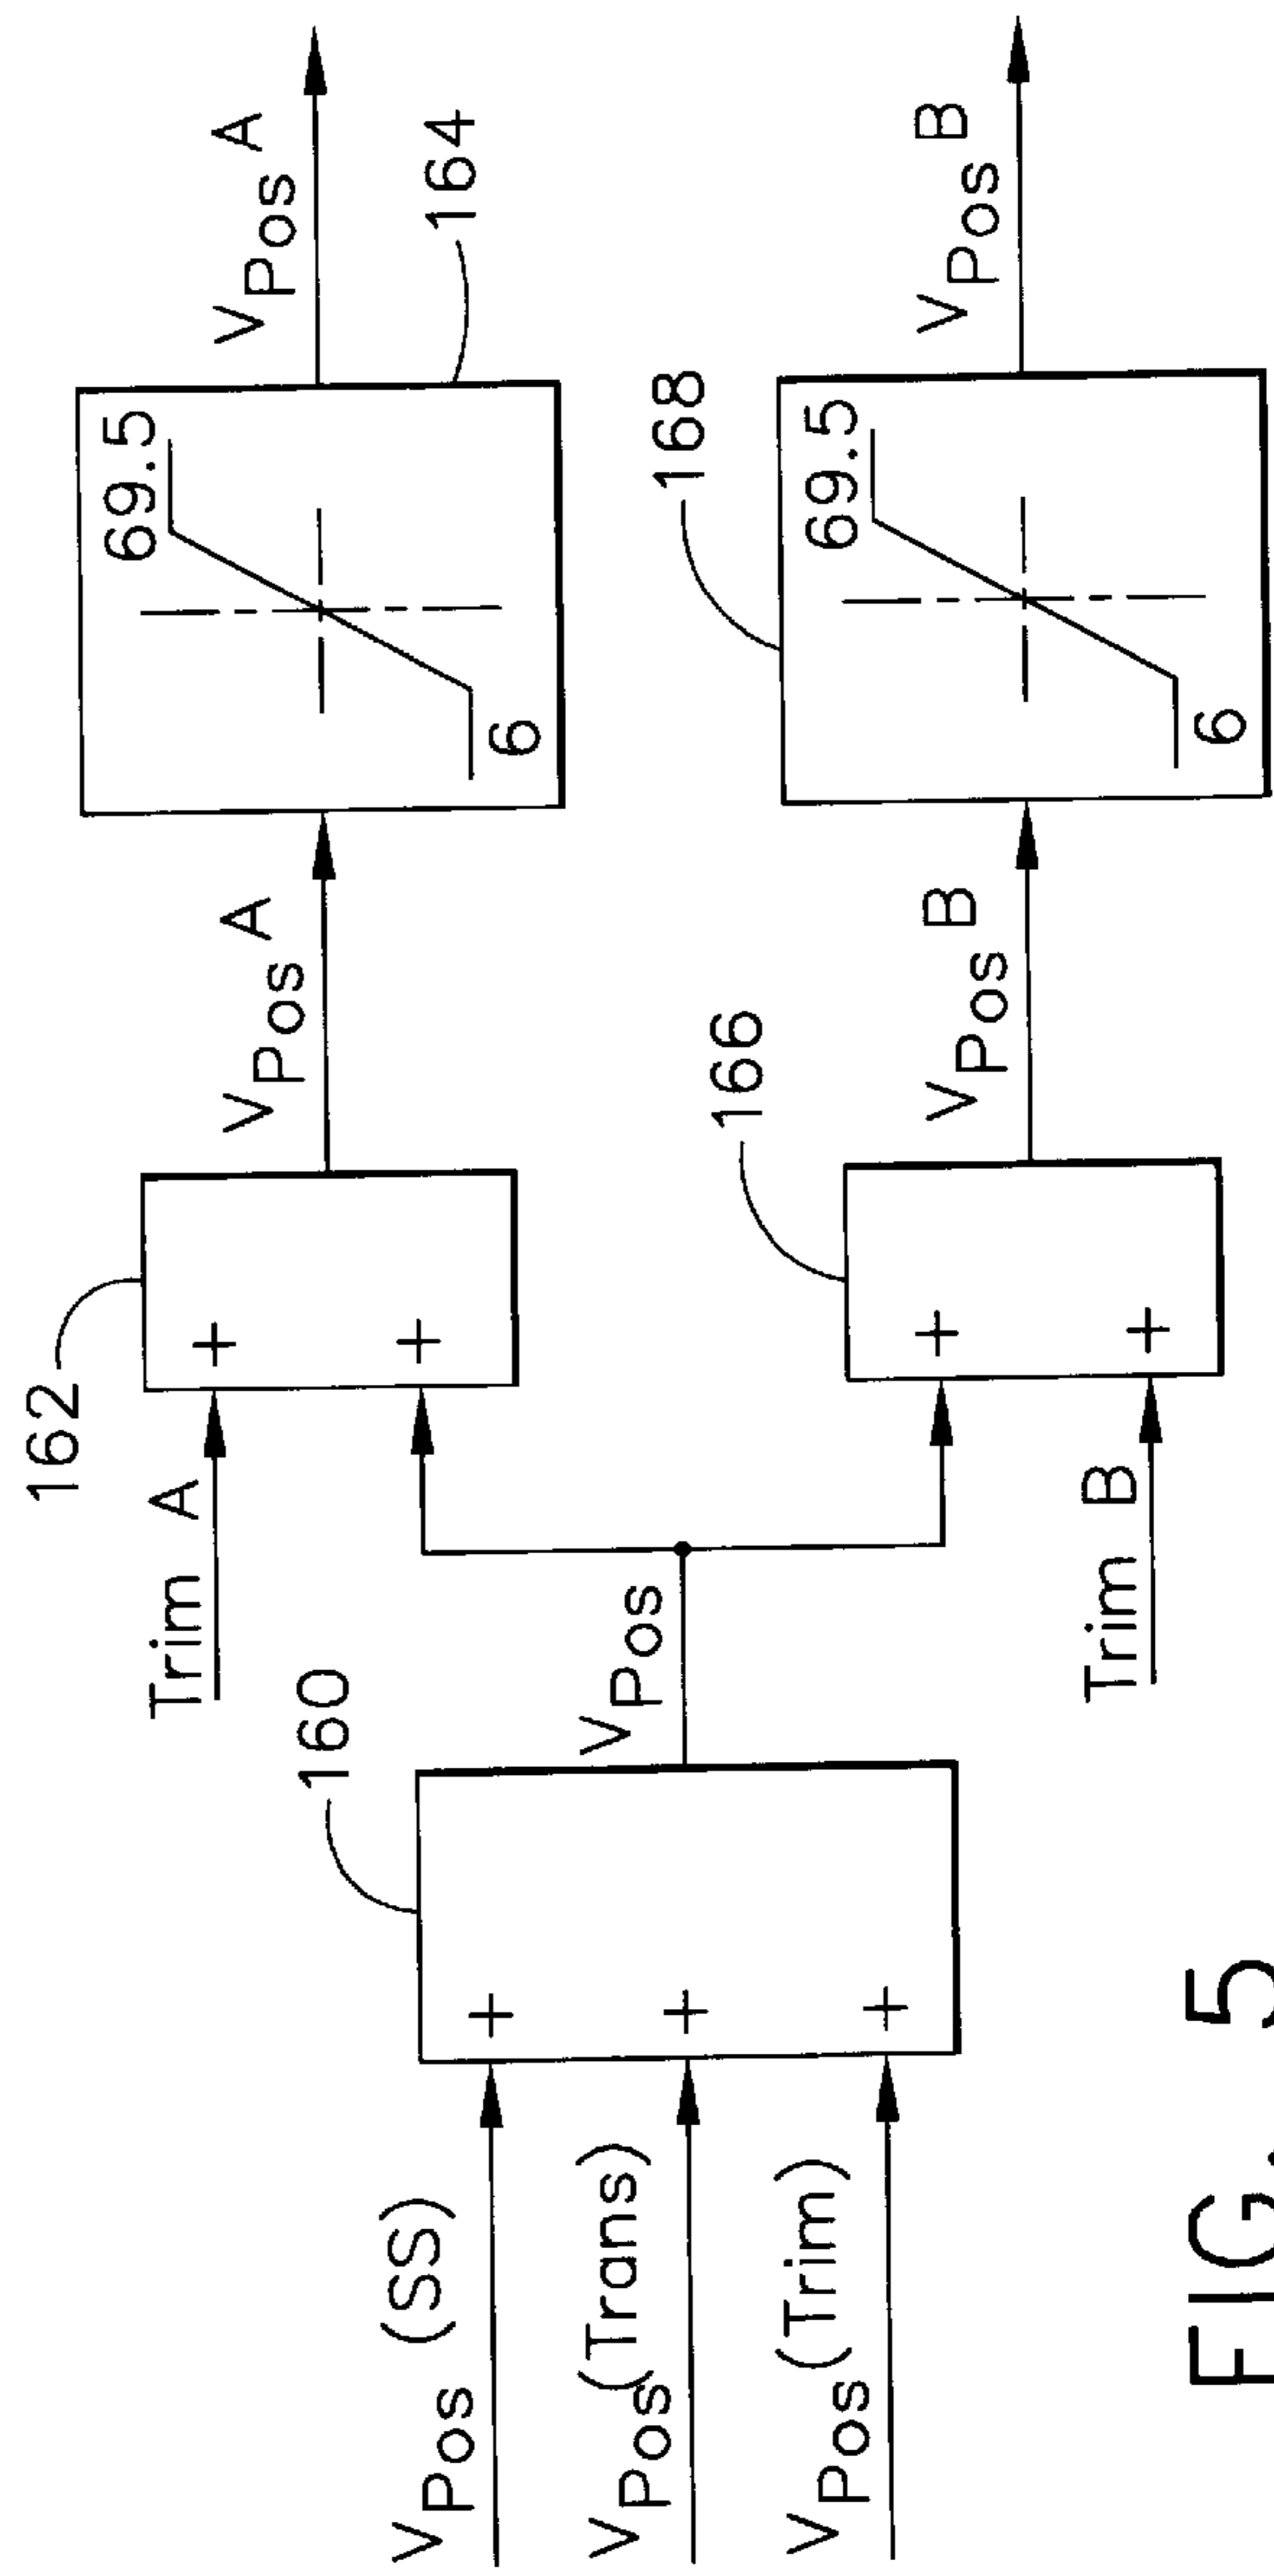 V_Pos (SS)
V_Pos (Trans)
V_Pos (Trim)
160
V_Pos
Trim A
162
V_Pos A
69.5
6
164
V_Pos A
Trim B
166
V_Pos B
168
69.5
6
V_Pos B
FIG. 5